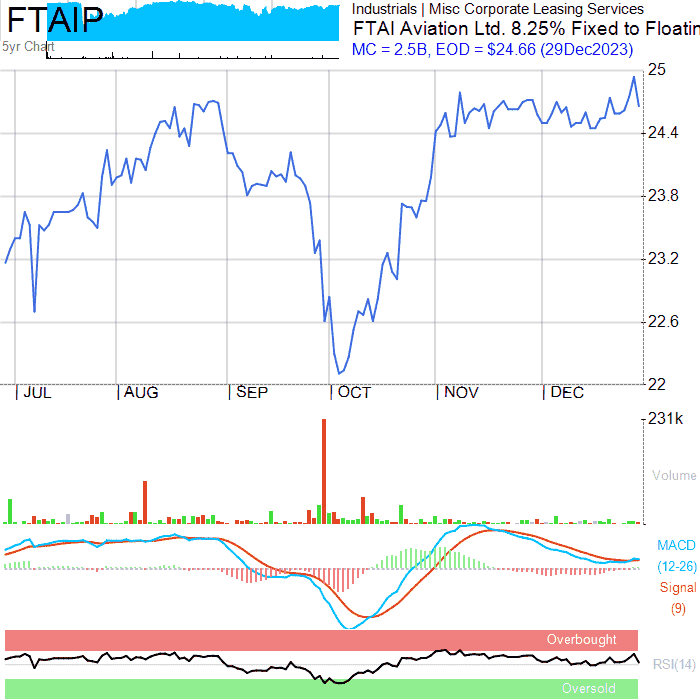 FTAIP
5yr Chart
Industrials | Misc Corporate Leasing Services
FTAI Aviation Ltd. 8.25% Fixed to Floatin
MC = 2.5B, EOD = $24.66 (29Dec2023)
25
24.4
23.8
23.2
22.6
22
JUL
AUG
SEP
OCT
NOV
DEC
231k
Volume
MACD
(12-26)
Signal
(9)
Overbought
RSI(14)
Oversold